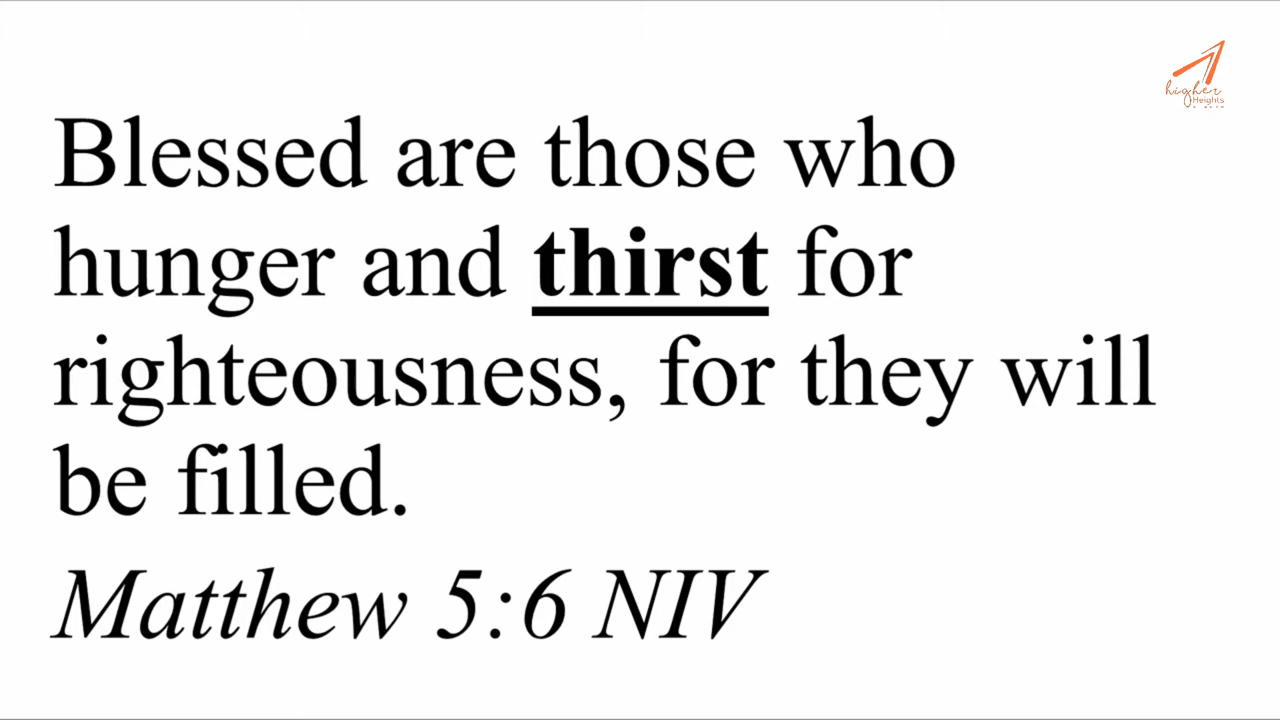 higher
Heights
Blessed are those who
hunger and thirst for
righteousness, for they will
be filled.
Matthew 5:6 NIV